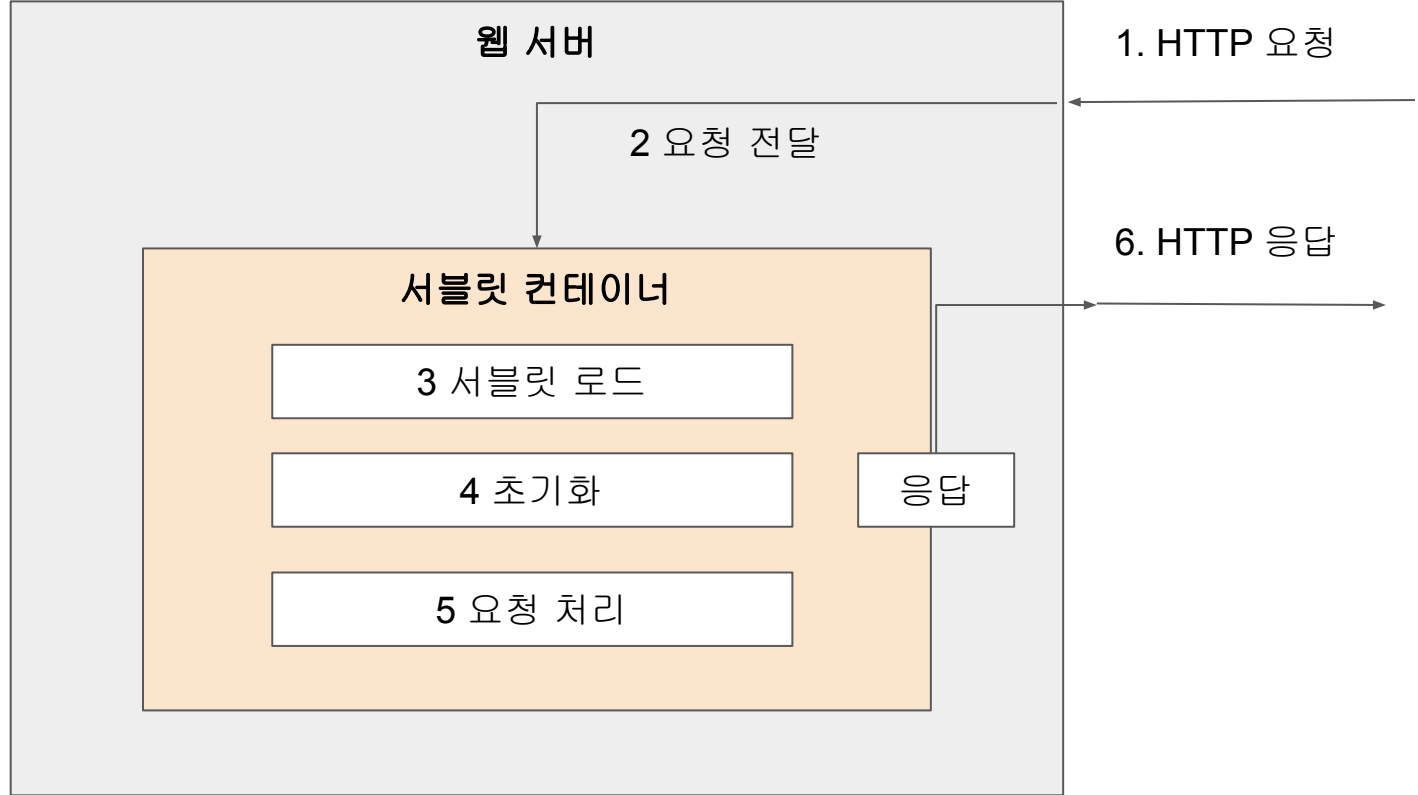 웹 서버
1. HTTP 요청
2 요청 전달
6. HTTP 응답
서블릿 컨테이너
3 서블릿 로드
4 초기화
응답
5 요청 처리